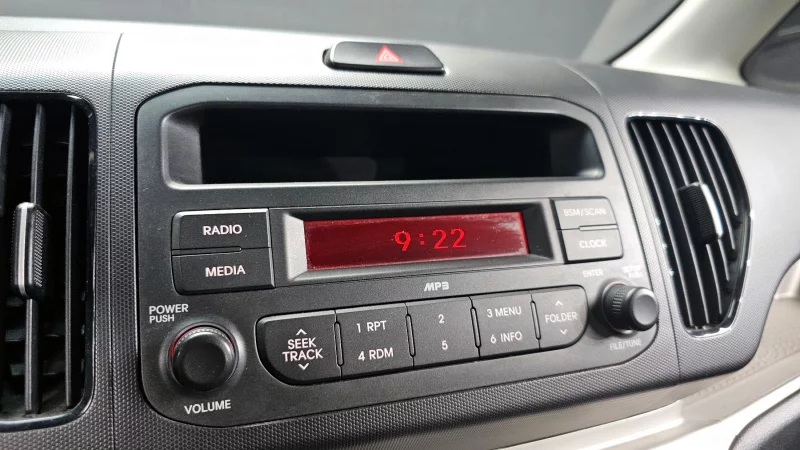 RADIO
9:22
BSM/SCAN
CLOCK
MEDIA
MP3
ENTER
POWER
PUSH
SEEK
TRACK
1 RPT
4 RDM
2
5
3 MENU
6 INFO
FOLDER
FILE/TUNE
VOLUME